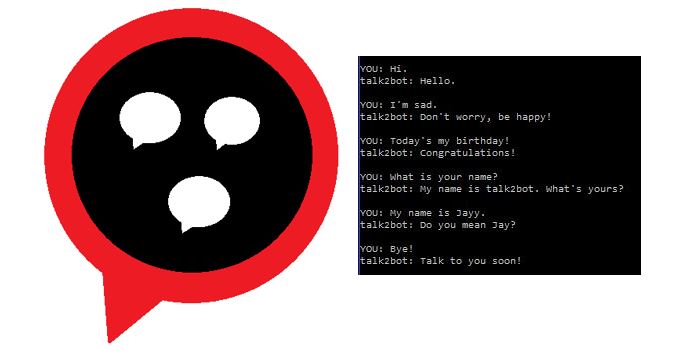 YOU: Hi.
talk2bot: Hello.
YOU: I'm sad.
talk2bot: Don't worry, be happy!
YOU: Today's my birthday!
talk2bot: Congratulations!
YOU: What is your name?
talk2bot: My name is talk2bot. What's yours?
YOU: My name is Jayy.
talk2bot: Do you mean Jay?
YOU: Bye!
talk2bot: Talk to you soon!